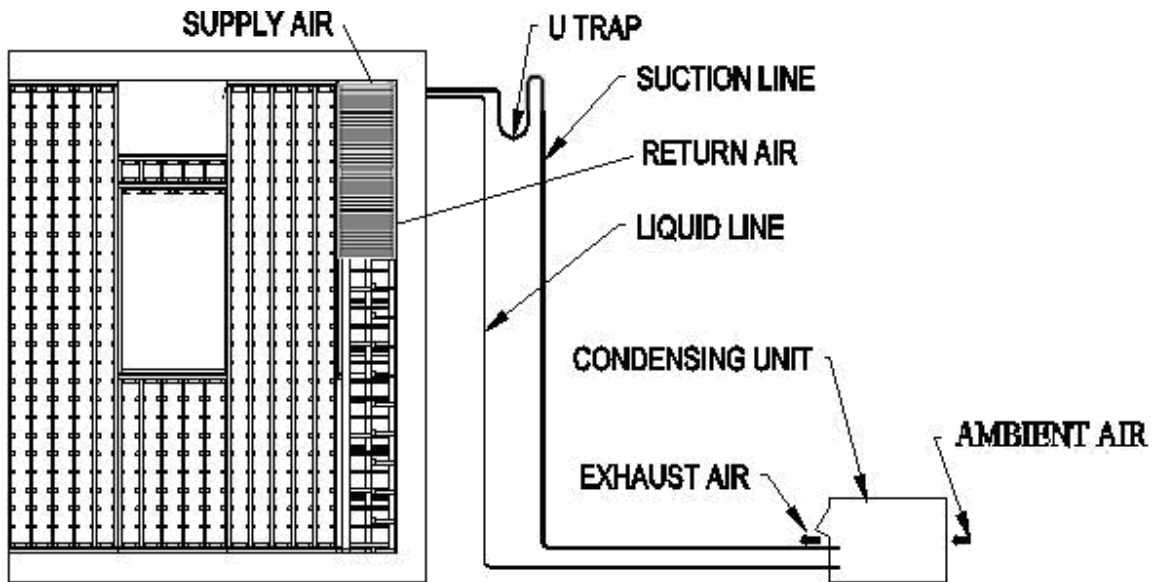 SUPPLY AIR
U TRAP
SUCTION LINE
RETURN AIR
LIQUID LINE
CONDENSING UNIT
AMBIENT AIR
EXHAUST AIR